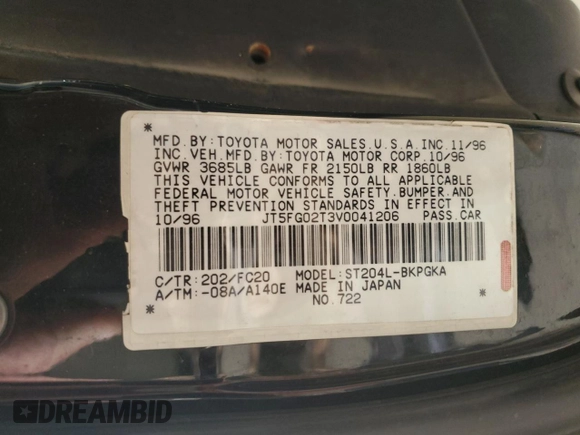 MFD.BY:TOYOTA MOTOR SALES,U.S.A.INC.11/96
INC.VEH.MFD.BY:TOYOTA MOTOR CORP.10/96
GVWR 3685LB GAWR FR 2150LB RR 1860LB
THIS VEHICLE CONFORMS TO ALL APPLICABLE
FEDERAL MOTOR VEHICLE SAFETY,BUMPER,AND
THEFT PREVENTION STANDARDS IN EFFECT ON
10/96 JT5FG02T3V0041206 PASS.CAR
C/TR:202/FC20 MODEL:ST204L-BKPGKA
A/TM:-08A/A140E MADE IN JAPAN
NO.722
DREAMBID